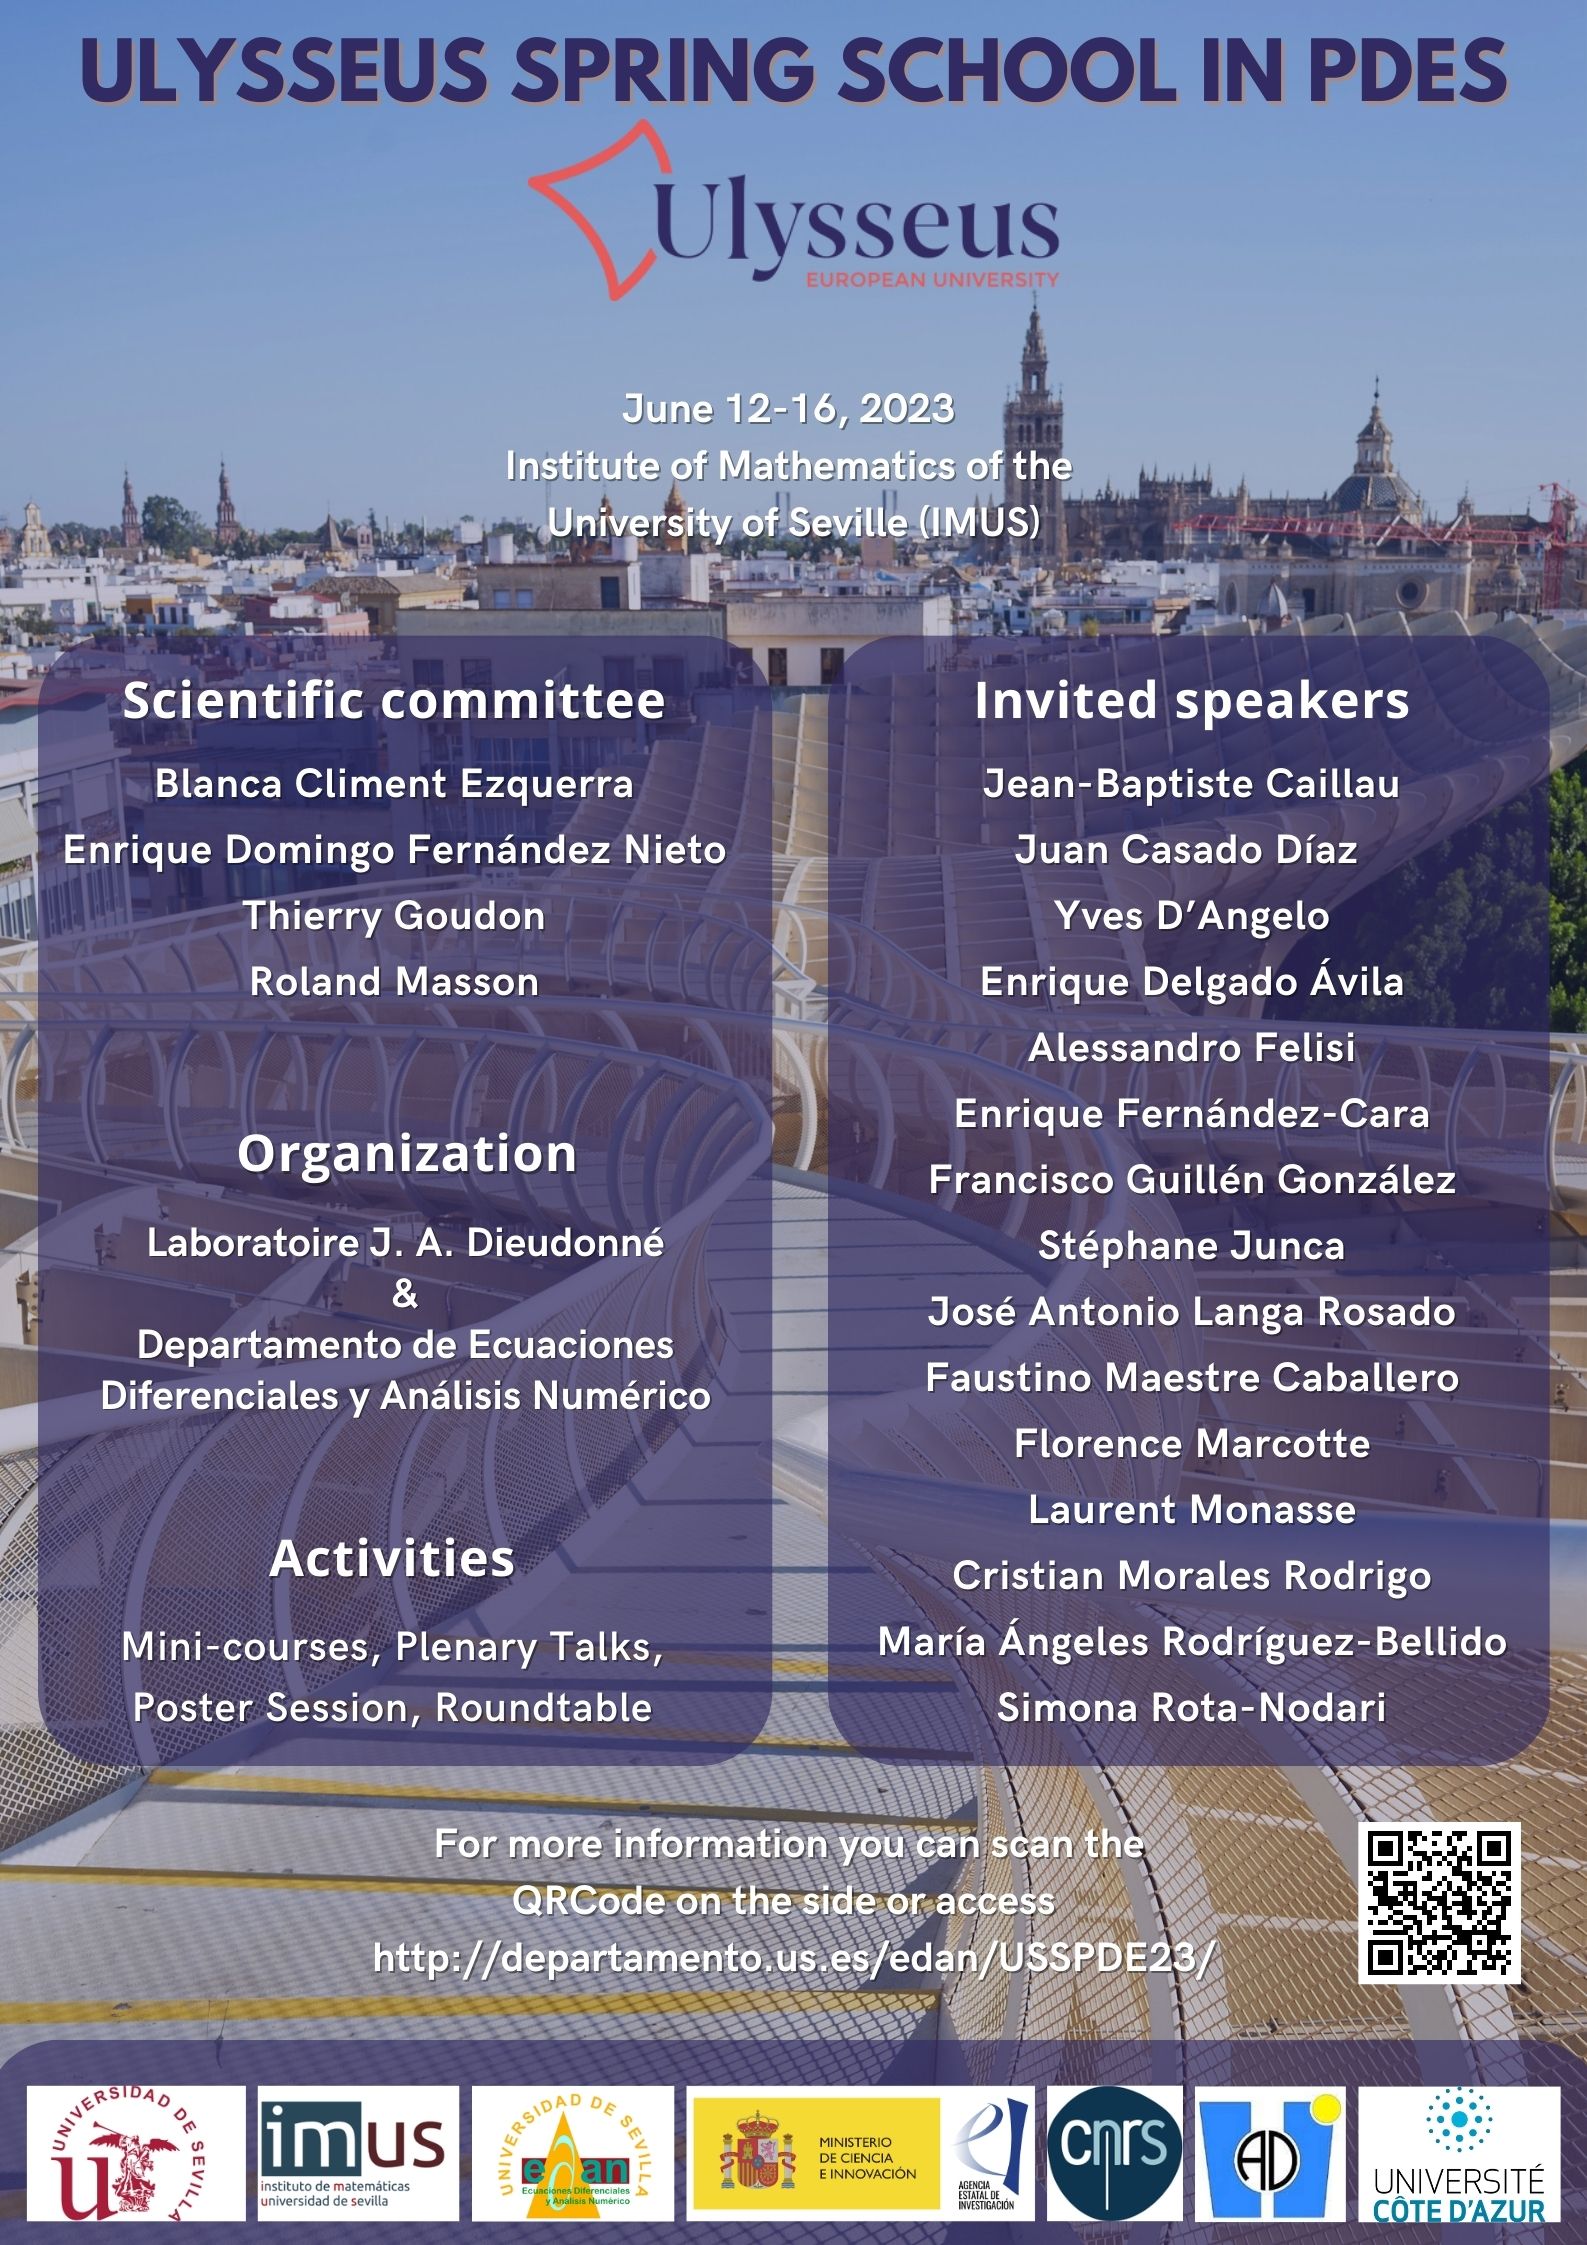 ULYSSEUS SPRING SCHOOL IN PDES
Ulysseus
EUROPEAN UNIVERSITY
June 12-16, 2023
Institute of Mathematics of the
University of Seville (IMUS)
Scientific committee
Blanca Climent Ezquerra
Enrique Domingo Fernández Nieto
Thierry Goudon
Roland Masson
Organization
Laboratoire J. A. Dieudonné
&
Departamento de Ecuaciones
Diferenciales y Análisis Numérico
Activities
Mini-courses, Plenary Talks,
Poster Session, Roundtable
Invited speakers
Jean-Baptiste Caillau
Juan Casado Díaz
Yves D’Angelo
Enrique Delgado Ávila
Alessandro Felisi
Enrique Fernández-Cara
Francisco Guillén González
Stéphane Junca
José Antonio Langa Rosado
Faustino Maestre Caballero
Florence Marcotte
Laurent Monasse
Cristian Morales Rodrigo
María Ángeles Rodríguez-Bellido
Simona Rota-Nodari
For more information you can scan the
QRCode on the side or access
http://departamento.us.es/edan/USSPDE23/
UNIVERSIDAD DE SEVILLA
imus
instituto de matemáticas
universidad de sevilla
UNIVERSIDAD DE SEVILLA
edan
Ecuaciones Diferenciales
y Análisis Numérico
MINISTERIO
DE CIENCIA
E INNOVACIÓN
AGENCIA
ESTATAL DE
INVESTIGACIÓN
cnrs
AD
UNIVERSITÉ
CÔTE D'AZUR